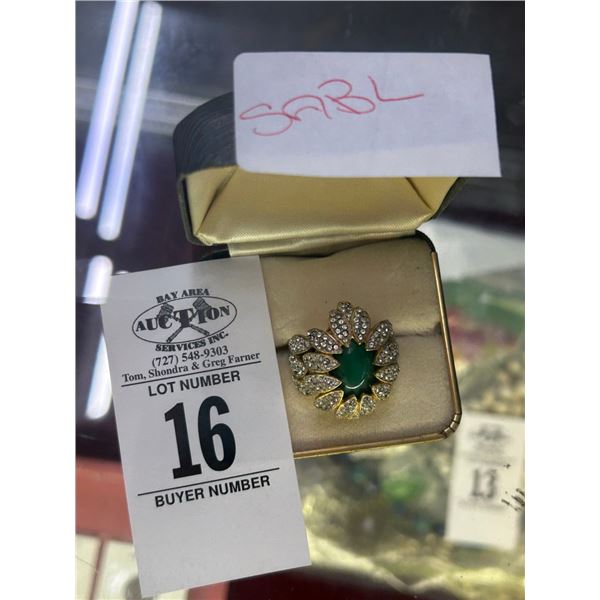 SABL
BAY AREA
AUCTION
SERVICES INC.
(727) 548-9303
Tom, Shondra & Greg Farner
LOT NUMBER
16
BUYER NUMBER
13